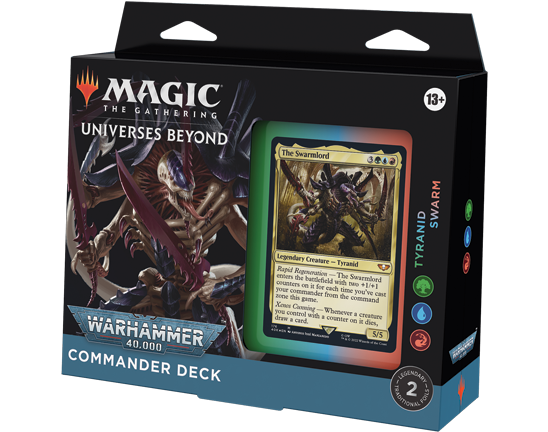 MAGIC
THE GATHERING
UNIVERSES BEYOND
13+
The Swarmlord
3
Legendary Creature — Tyranid
Rapid Regeneration — The Swarmlord
enters the battlefield with two +1/+1
counters on it for each time you've cast
your commander from the command
zone this game.
Xenos Cunning — Whenever a creature
you control with a counter on it dies,
draw a card.
5/5
TYRANID
SWARM
WARHAMMER
40,000
COMMANDER DECK
LEGENDARY
2
TRADITIONAL FOILS